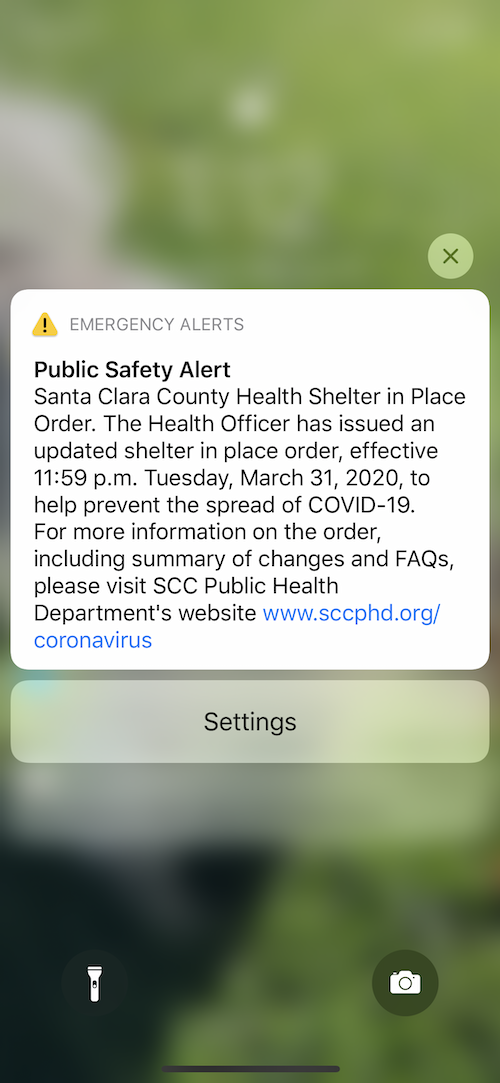 EMERGENCY ALERTS
Public Safety Alert
Santa Clara County Health Shelter in Place
Order. The Health Officer has issued an
updated shelter in place order, effective
11:59 p.m. Tuesday, March 31, 2020, to
help prevent the spread of COVID-19.
For more information on the order,
including summary of changes and FAQs,
please visit SCC Public Health
Department's website www.sccphd.org/
coronavirus
Settings